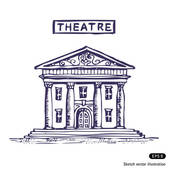 THEATRE
EPS 8
Sketch vector illustration